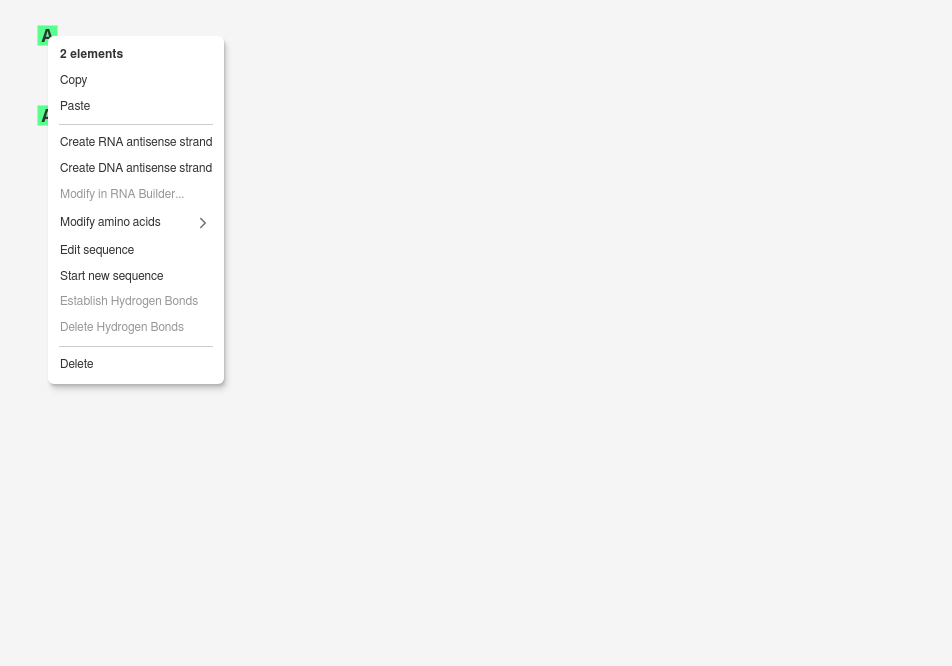 A
2 elements
Copy
Paste
A
Create RNA antisense strand
Create DNA antisense strand
Modify in RNA Builder...
Modify amino acids
Edit sequence
Start new sequence
Establish Hydrogen Bonds
Delete Hydrogen Bonds
Delete